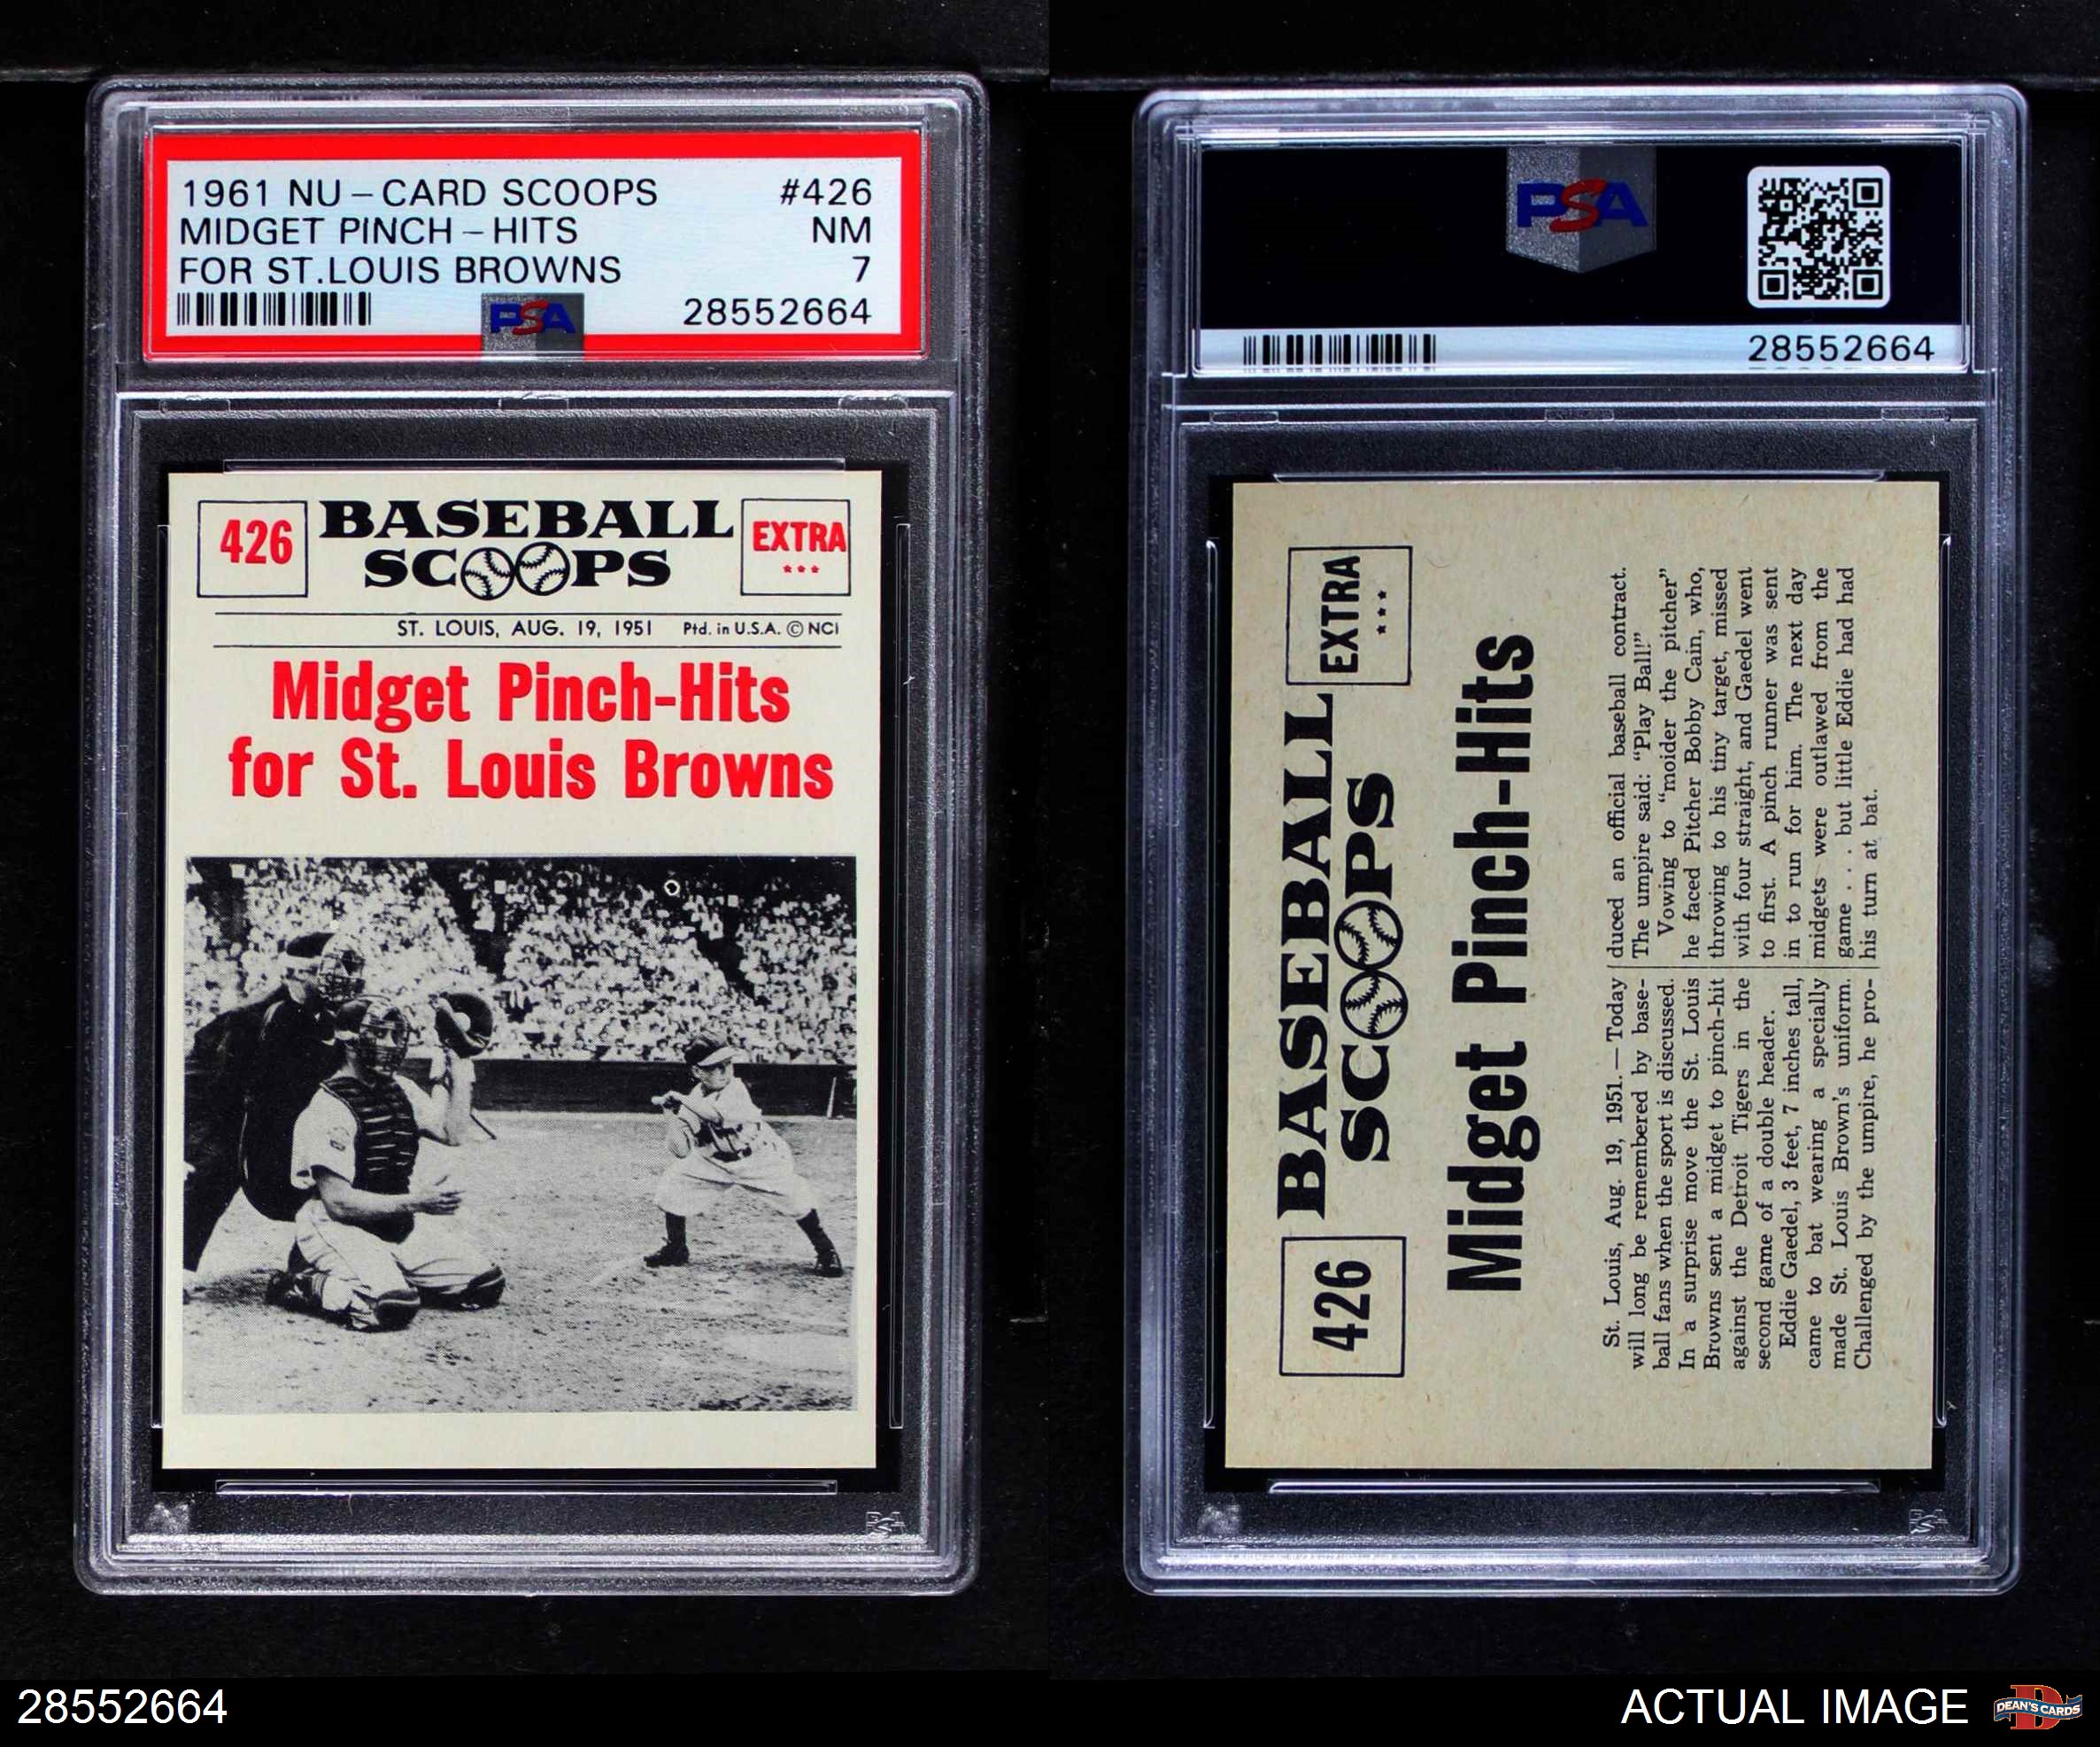 1961 NU-CARD SCOOPS #426
MIDGET PINCH-HITS NM
FOR ST.LOUIS BROWNS 7
PSA 28552664
426 BASEBALL EXTRA
SCOOPS ***
ST. LOUIS, AUG. 19, 1951 Ptd. in U.S.A. © NCI
Midget Pinch-Hits
for St. Louis Browns
PSA
28552664
426 BASEBALL EXTRA
SCOOPS ***
Midget Pinch-Hits
St. Louis, Aug. 19, 1951.—Today
will long be remembered by base-
ball fans when the sport is discussed.
In a surprise move the St. Louis
Browns sent a midget to pinch-hit
against the Detroit Tigers in the
second game of a double header.
Eddie Gaedel, 3 feet, 7 inches tall,
came to bat wearing a specially
made St. Louis Brown's uniform.
Challenged by the umpire, he pro-
duced an official baseball contract.
The umpire said: "Play Ball!"
Vowing to "moider the pitcher"
he faced Pitcher Bobby Cain, who,
throwing to his tiny target, missed
with four straight, and Gaedel went
to first. A pinch runner was sent
in to run for him. The next day
midgets were outlawed from the
game . . . but little Eddie had had
his turn at bat.
28552664
ACTUAL IMAGE
DEAN'S CARDS